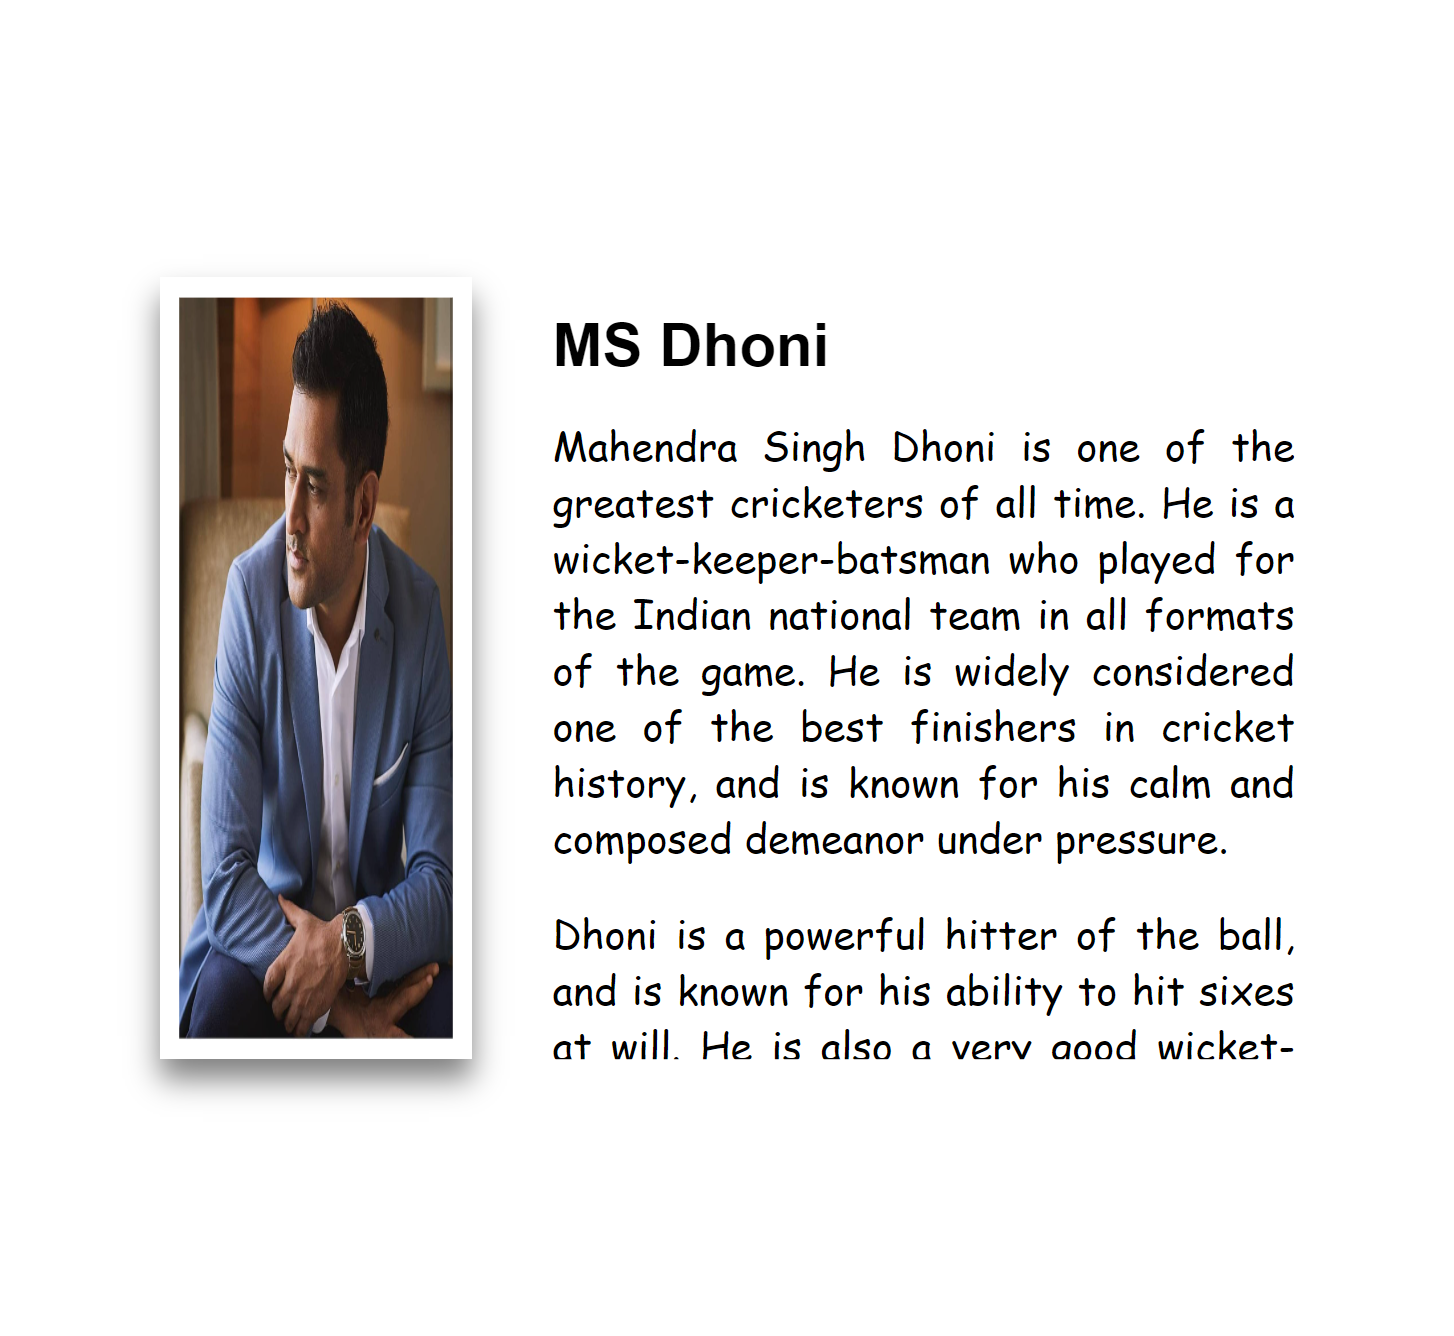 MS Dhoni
Mahendra Singh Dhoni is one of the
greatest cricketers of all time. He is a
wicket-keeper-batsman who played for
the Indian national team in all formats
of the game. He is widely considered
one of the best finishers in cricket
history, and is known for his calm and
composed demeanor under pressure.
Dhoni is a powerful hitter of the ball,
and is known for his ability to hit sixes
at will. He is also a very good wicket-